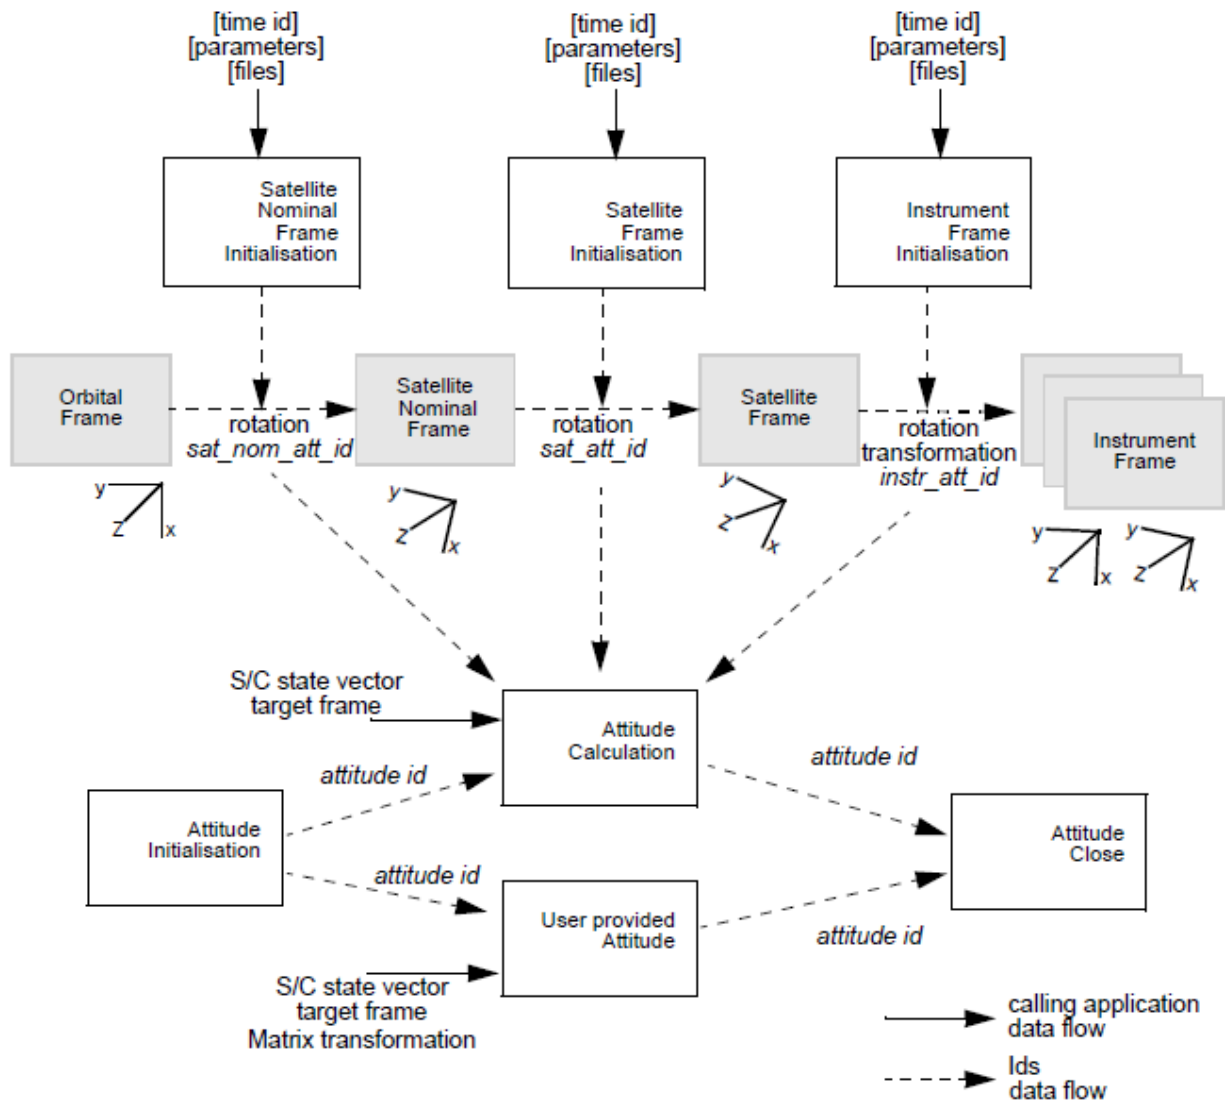 [time id]
[parameters]
[files]
[time id]
[parameters]
[files]
[time id]
[parameters]
[files]
Satellite
Nominal
Frame
Initialisation
Satellite
Frame
Initialisation
Instrument
Frame
Initialisation
Orbital
Frame
rotation
sat_nom_att_id
Satellite
Nominal
Frame
rotation
sat_att_id
Satellite
Frame
rotation
transformation
instr_att_id
Instrument
Frame
y
Z
x
y
Z
x
y
Z
x
y
Z
x
y
Z
x
S/C state vector
target frame
Attitude
Calculation
attitude id
attitude id
Attitude
Initialisation
Attitude
Close
attitude id
User provided
Attitude
attitude id
S/C state vector
target frame
Matrix transformation
calling application
data flow
Ids
data flow